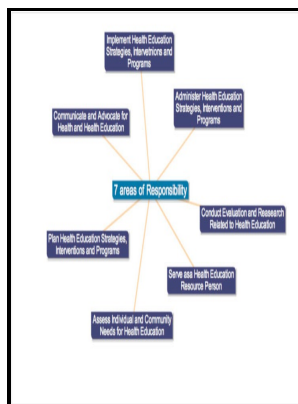 Implement Health Education
Strategies, Intervetnions and
Programs
Administer Health Education
Strategies, Interventions and
Programs
Communicate and Advocate for
Health and Health Education
7 areas of Responsibility
Conduct Evaluation and Reasearch
Related to Health Education
Plan Health Education Strategies,
Interventions and Programs
Serve asa Health Education
Resource Person
Assess Individual and Community
Needs for Health Education